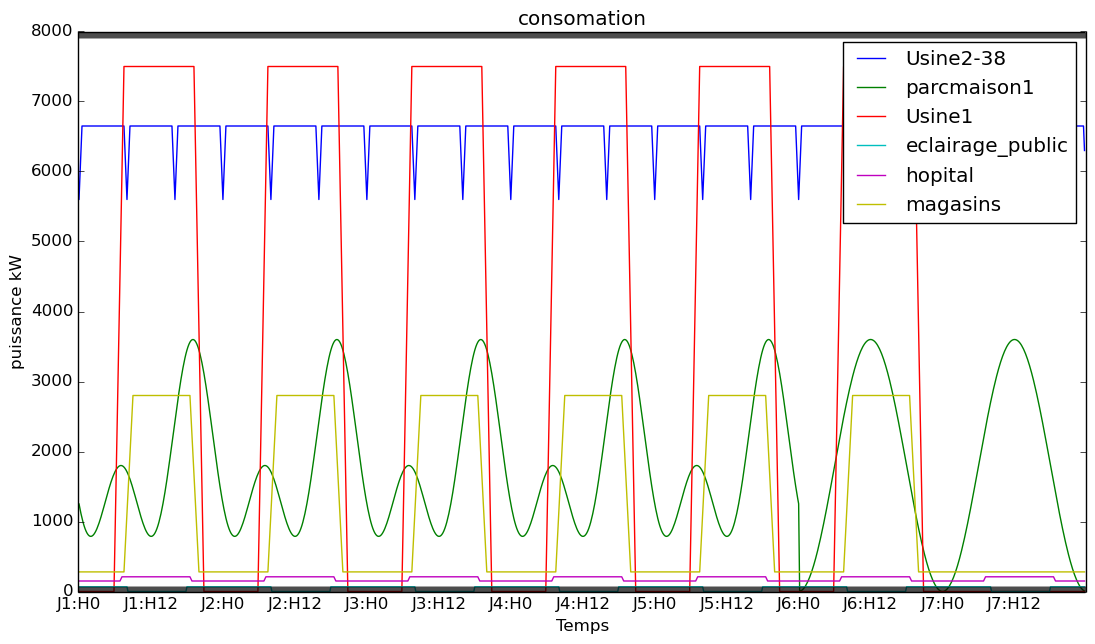 consomation
8000
7000
6000
5000
4000
3000
2000
1000
0
puissance kW
Usine2-38
parcmaison1
Usine1
eclairage_public
hopital
magasins
J1:H0 J1:H12 J2:H0 J2:H12 J3:H0 J3:H12 J4:H0 J4:H12 J5:H0 J5:H12 J6:H0 J6:H12 J7:H0 J7:H12
Temps